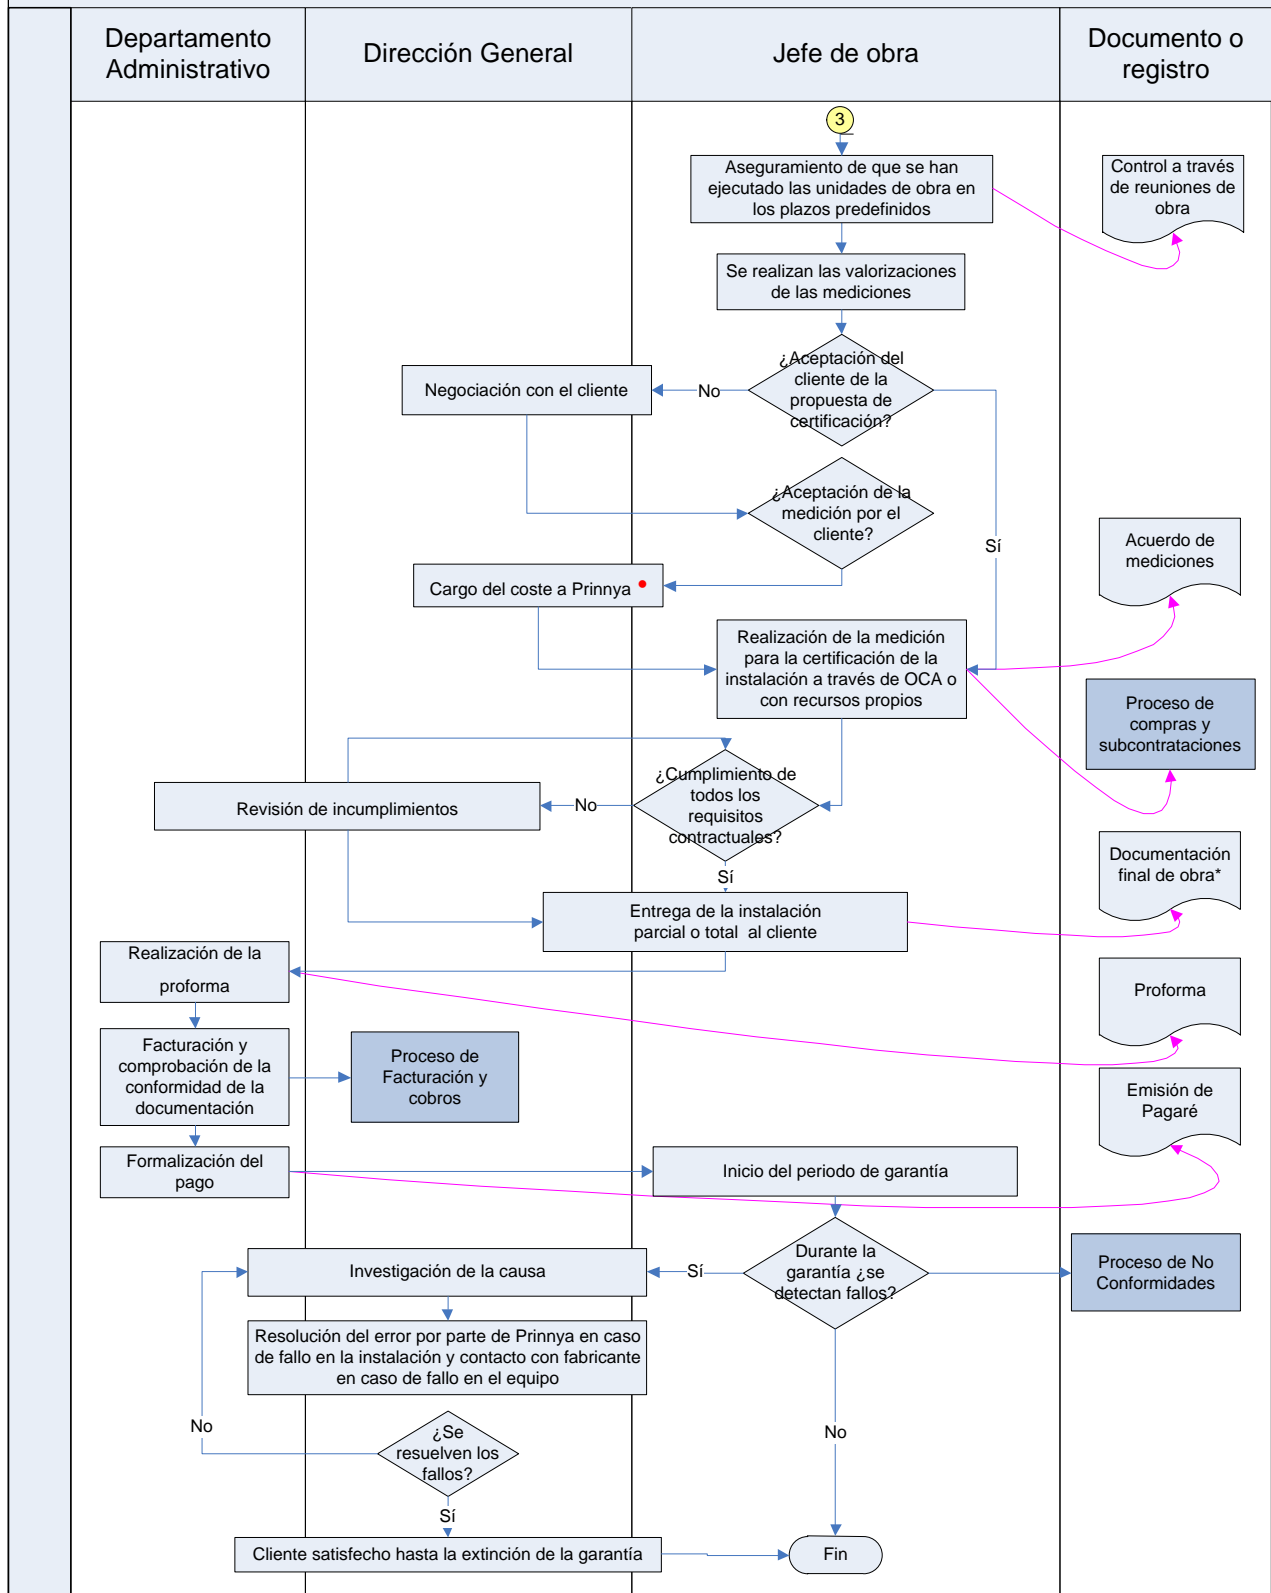 Departamento
Administrativo
Dirección General
Jefe de obra
Documento o
registro
3
Aseguramiento de que se han
ejecutado las unidades de obra en
los plazos predefinidos
Control a través
de reuniones de
obra
Se realizan las valorizaciones
de las mediciones
¿Aceptación del
cliente de la
propuesta de
certificación?
No
Negociación con el cliente
¿Aceptación de la
medición por el
cliente?
Sí
Acuerdo de
mediciones
Cargo del coste a Prinnya
Realización de la medición
para la certificación de la
instalación a través de OCA o
con recursos propios
Proceso de
compras y
subcontrataciones
¿Cumplimiento de
todos los
requisitos
contractuales?
No
Revisión de incumplimientos
Sí
Documentación
final de obra*
Entrega de la instalación
parcial o total al cliente
Realización de la
proforma
Proforma
Facturación y
comprobación de la
conformidad de la
documentación
Proceso de
Facturación y
cobros
Emisión de
Pagaré
Formalización del
pago
Inicio del periodo de garantía
Durante la
garantía ¿se
detectan fallos?
Sí
Proceso de No
Conformidades
Investigación de la causa
Resolución del error por parte de Prinnya en caso
de fallo en la instalación y contacto con fabricante
en caso de fallo en el equipo
No
¿Se
resuelven los
fallos?
No
Sí
Cliente satisfecho hasta la extinción de la garantía
Fin